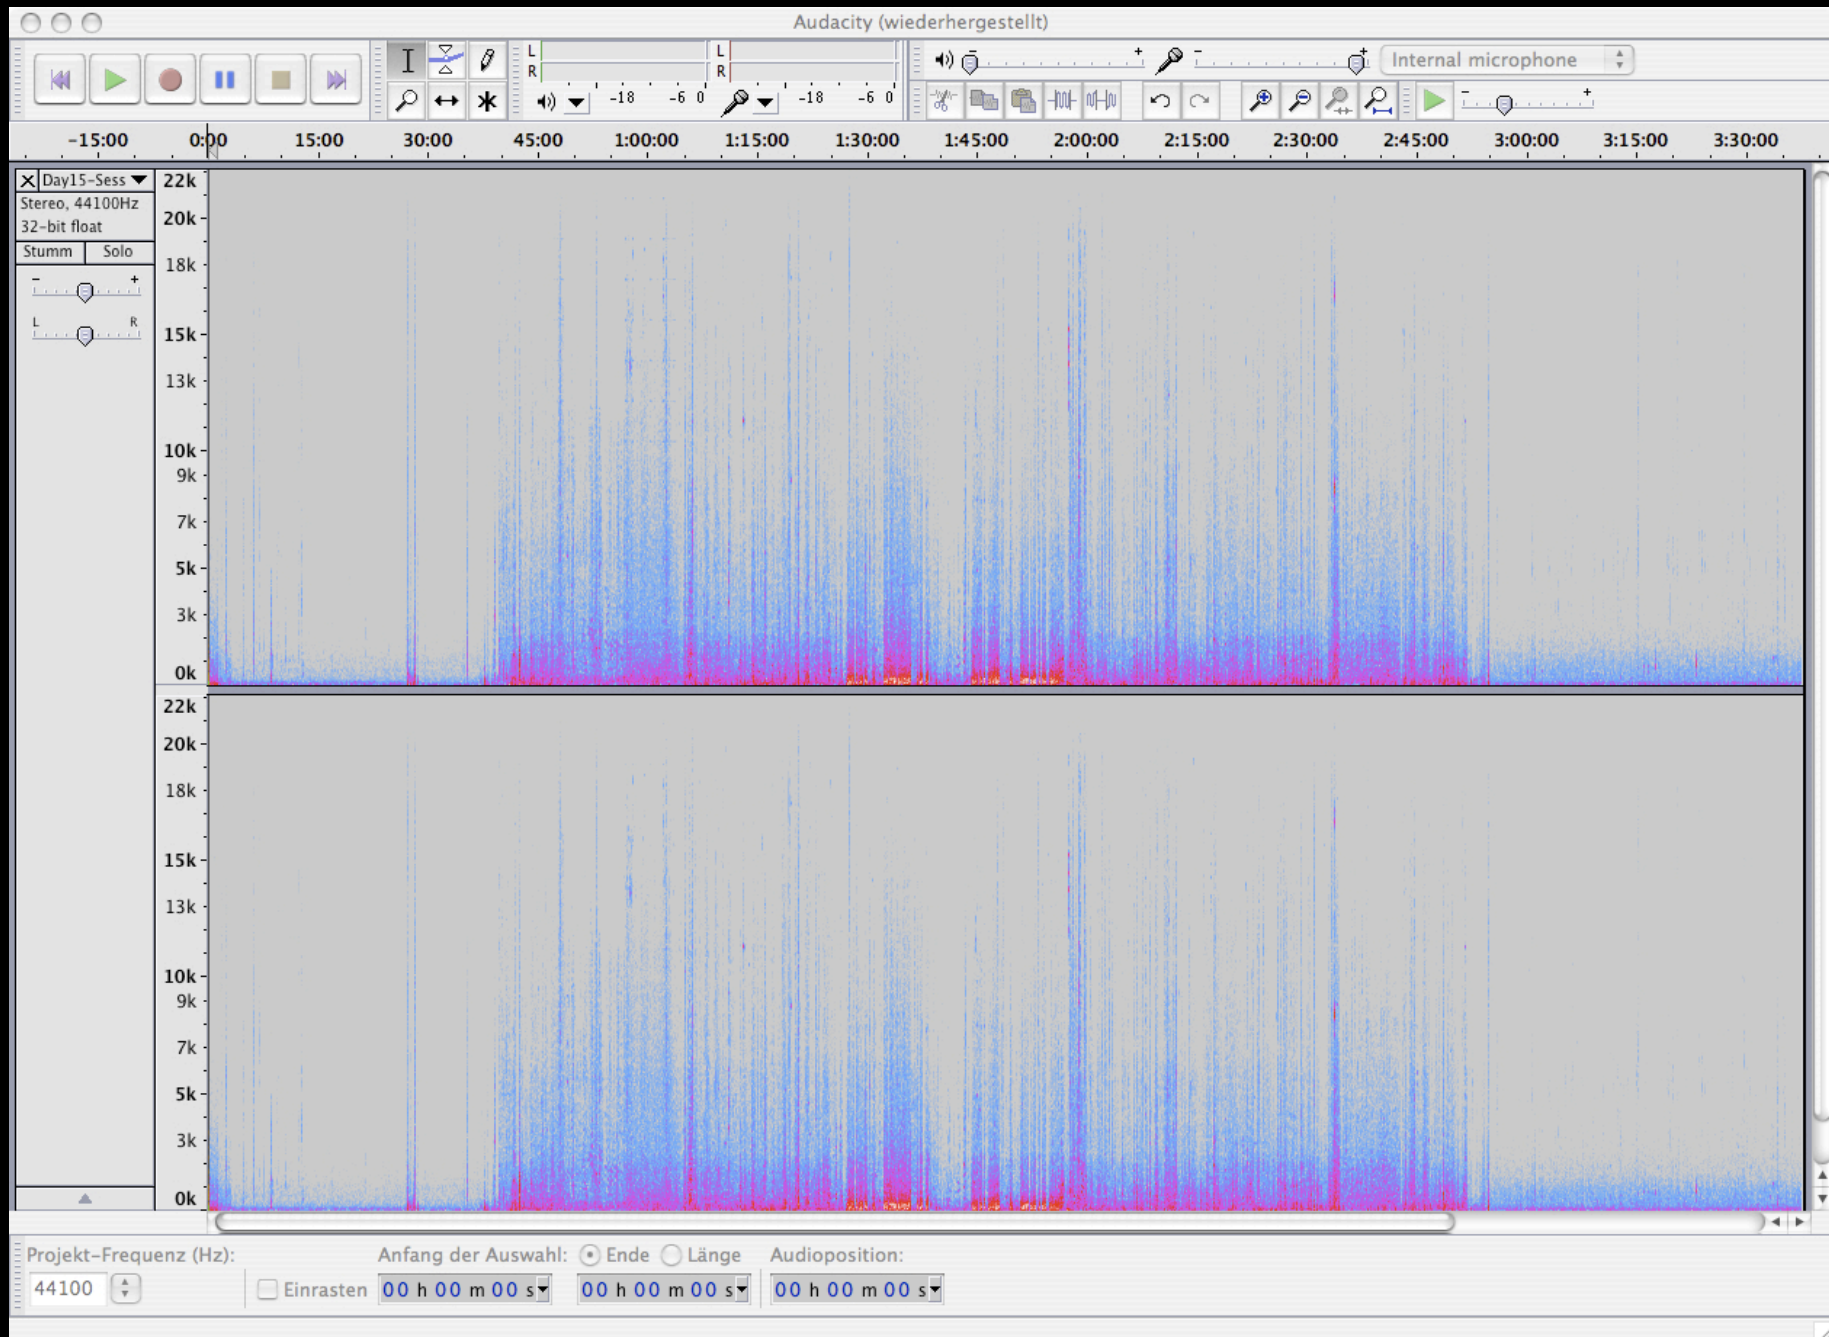 Audacity (wiederhergestellt)
L
R
-18 -6 0
L
R
-18 -6 0
- +
- +
Internal microphone
- +
-15:00 0:00 15:00 30:00 45:00 1:00:00 1:15:00 1:30:00 1:45:00 2:00:00 2:15:00 2:30:00 2:45:00 3:00:00 3:15:00 3:30:00
X Day15-Sess
Stereo, 44100Hz
32-bit float
Stumm Solo
- +
L R
22k
20k
18k
15k
13k
10k
9k
7k
5k
3k
0k
22k
20k
18k
15k
13k
10k
9k
7k
5k
3k
0k
Projekt-Frequenz (Hz): Anfang der Auswahl: Ende Länge Audioposition:
44100 Einrasten 00 h 00 m 00 s 00 h 00 m 00 s 00 h 00 m 00 s